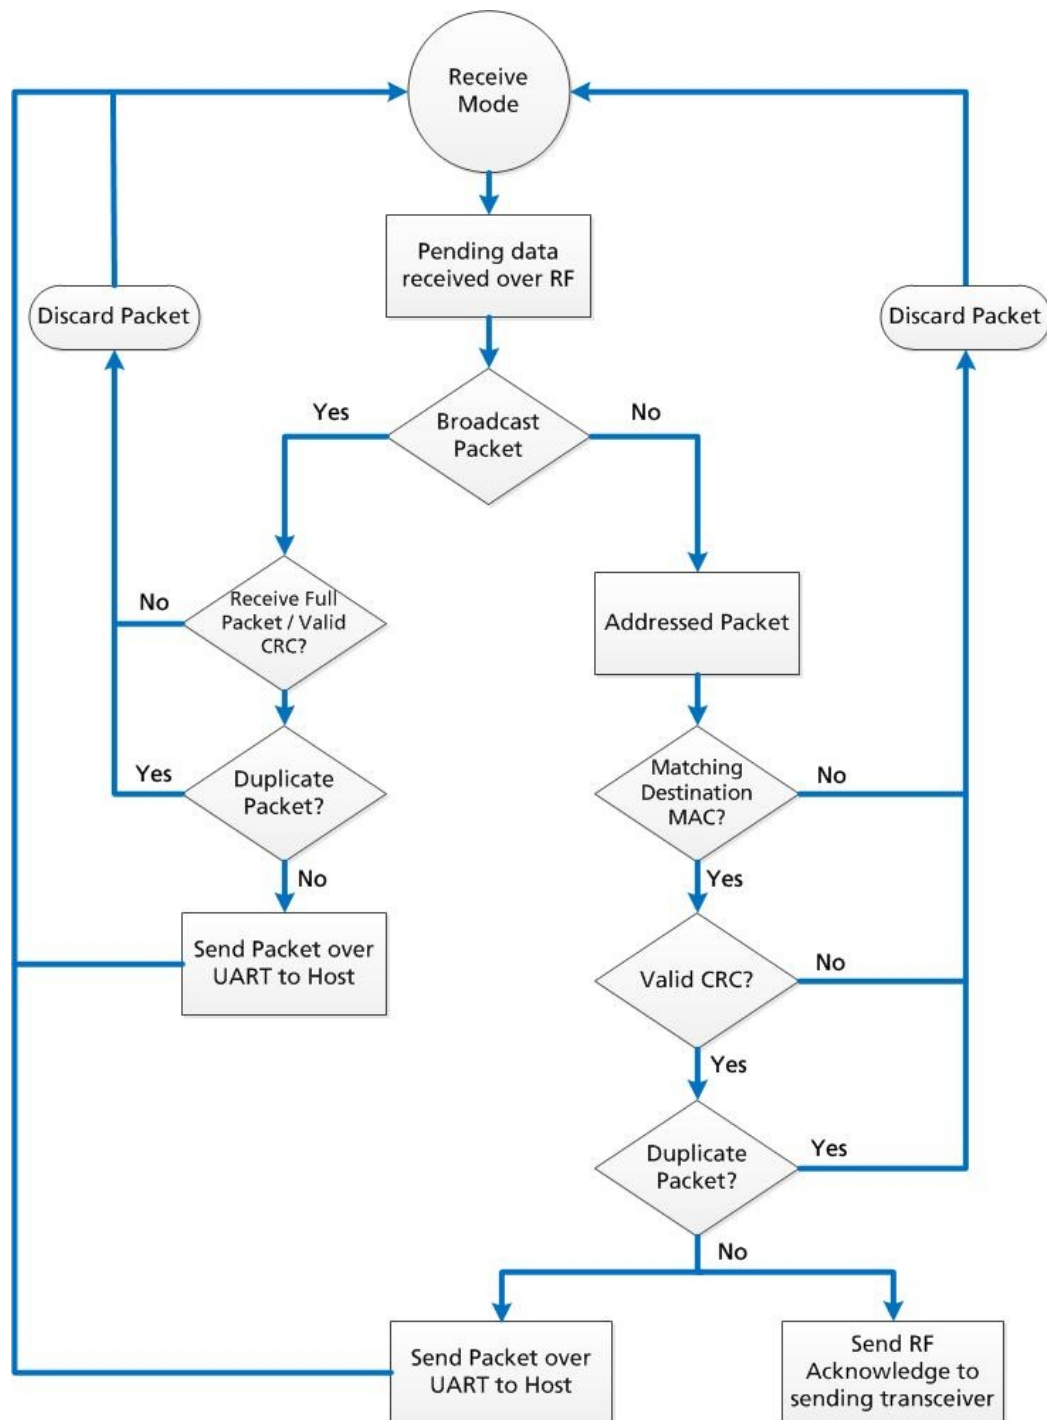 Receive
Mode
Pending data
received over RF
Discard Packet
Discard Packet
Yes
No
Broadcast
Packet
No
Receive Full
Packet / Valid
CRC?
Addressed Packet
Yes
Duplicate
Packet?
Matching
Destination
MAC?
No
No
Yes
Send Packet over
UART to Host
Valid CRC?
No
Yes
Duplicate
Packet?
Yes
No
Send Packet over
UART to Host
Send RF
Acknowledge to
sending transceiver